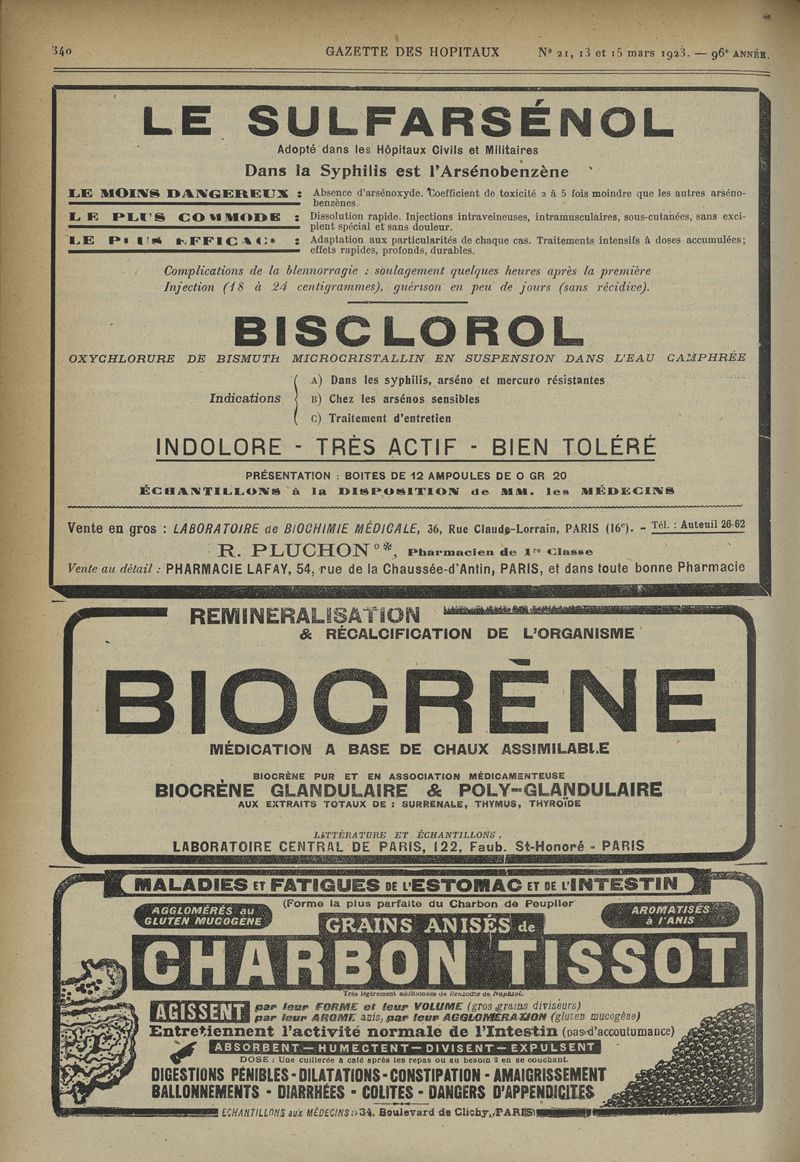 340
GAZETTE DES HOPITAUX
N° 21, 13 et 15 mars 1923. — 96e ANNÉE.
LE SULFARSÉNOL
Adopté dans les Hôpitaux Civils et Militaires
Dans la Syphilis est l'Arsénobenzène
LE MOINS DANGEREUX : Absence d'arsénoxyde. Coefficient de toxicité 2 à 5 fois moindre que les autres arséno-
benzènes.
LE PLUS COMMODE : Dissolution rapide. Injections intraveineuses, intramusculaires, sous-cutanées, sans exci-
pient spécial et sans douleur.
LE PLUS EFFICACE : Adaptation aux particularités de chaque cas. Traitements intensifs à doses accumulées;
effets rapides, profonds, durables.
Complications de la blennorragie : soulagement quelques heures après la première
Injection (18 à 24 centigrammes), guérison en peu de jours (sans récidive).
BISCLOROL
OXYCHLORURE DE BISMUTH MICROCRISTALLIN EN SUSPENSION DANS L'EAU CAMPHRÉE
Indications
A) Dans les syphilis, arséno et mercuro résistantes
B) Chez les arsénos sensibles
C) Traitement d'entretien
INDOLORE - TRÈS ACTIF - BIEN TOLÉRÉ
PRÉSENTATION : BOITES DE 12 AMPOULES DE 0 GR 20
ÉCHANTILLONS à la DISPOSITION de MM. les MÉDECINS
Vente en gros : LABORATOIRE de BIOCHIMIE MÉDICALE, 36, Rue Claude-Lorrain, PARIS (16e). - Tél. : Auteuil 26-62
R. PLUCHON O*, Pharmacien de 1re Classe
Vente au détail : PHARMACIE LAFAY, 54, rue de la Chaussée-d'Antin, PARIS, et dans toute bonne Pharmacie
REMINERALISATION
& RÉCALCIFICATION DE L'ORGANISME
BIOCRÈNE
MÉDICATION A BASE DE CHAUX ASSIMILABLE
BIOCRÈNE PUR ET EN ASSOCIATION MÉDICAMENTEUSE
BIOCRÈNE GLANDULAIRE & POLY-GLANDULAIRE
AUX EXTRAITS TOTAUX DE : SURRÉNALE, THYMUS, THYROÏDE
LITTÉRATURE ET ÉCHANTILLONS.
LABORATOIRE CENTRAL DE PARIS, 122, Faub. St-Honoré - PARIS
MALADIES ET FATIGUES DE L'ESTOMAC ET DE L'INTESTIN
(Forme la plus parfaite du Charbon de Peuplier
AGGLOMÉRÉS au
GLUTEN MUCOGENE
GRAINS ANISÉS de
AROMATISÉS
à l'ANIS
CHARBON TISSOT
Très légèrement additionnés de Benzoate de Naphtol.
AGISSENT
par leur FORME et leur VOLUME (gros grains diviseurs)
par leur AROME anis, par leur AGGLOMÉRATION (gluten mucogène)
Entretiennent l'activité normale de l'Intestin (pas d'accoutumance)
ABSORBENT — HUMECTENT — DIVISENT — EXPULSENT
DOSE : Une cuillerée à café après les repas ou au besoin 2 en se couchant.
DIGESTIONS PÉNIBLES - DILATATIONS - CONSTIPATION - AMAIGRISSEMENT
BALLONNEMENTS - DIARRHÉES - COLITES - DANGERS D'APPENDICITES
ECHANTILLONS aux MÉDECINS : 34, Boulevard de Clichy, PARIS